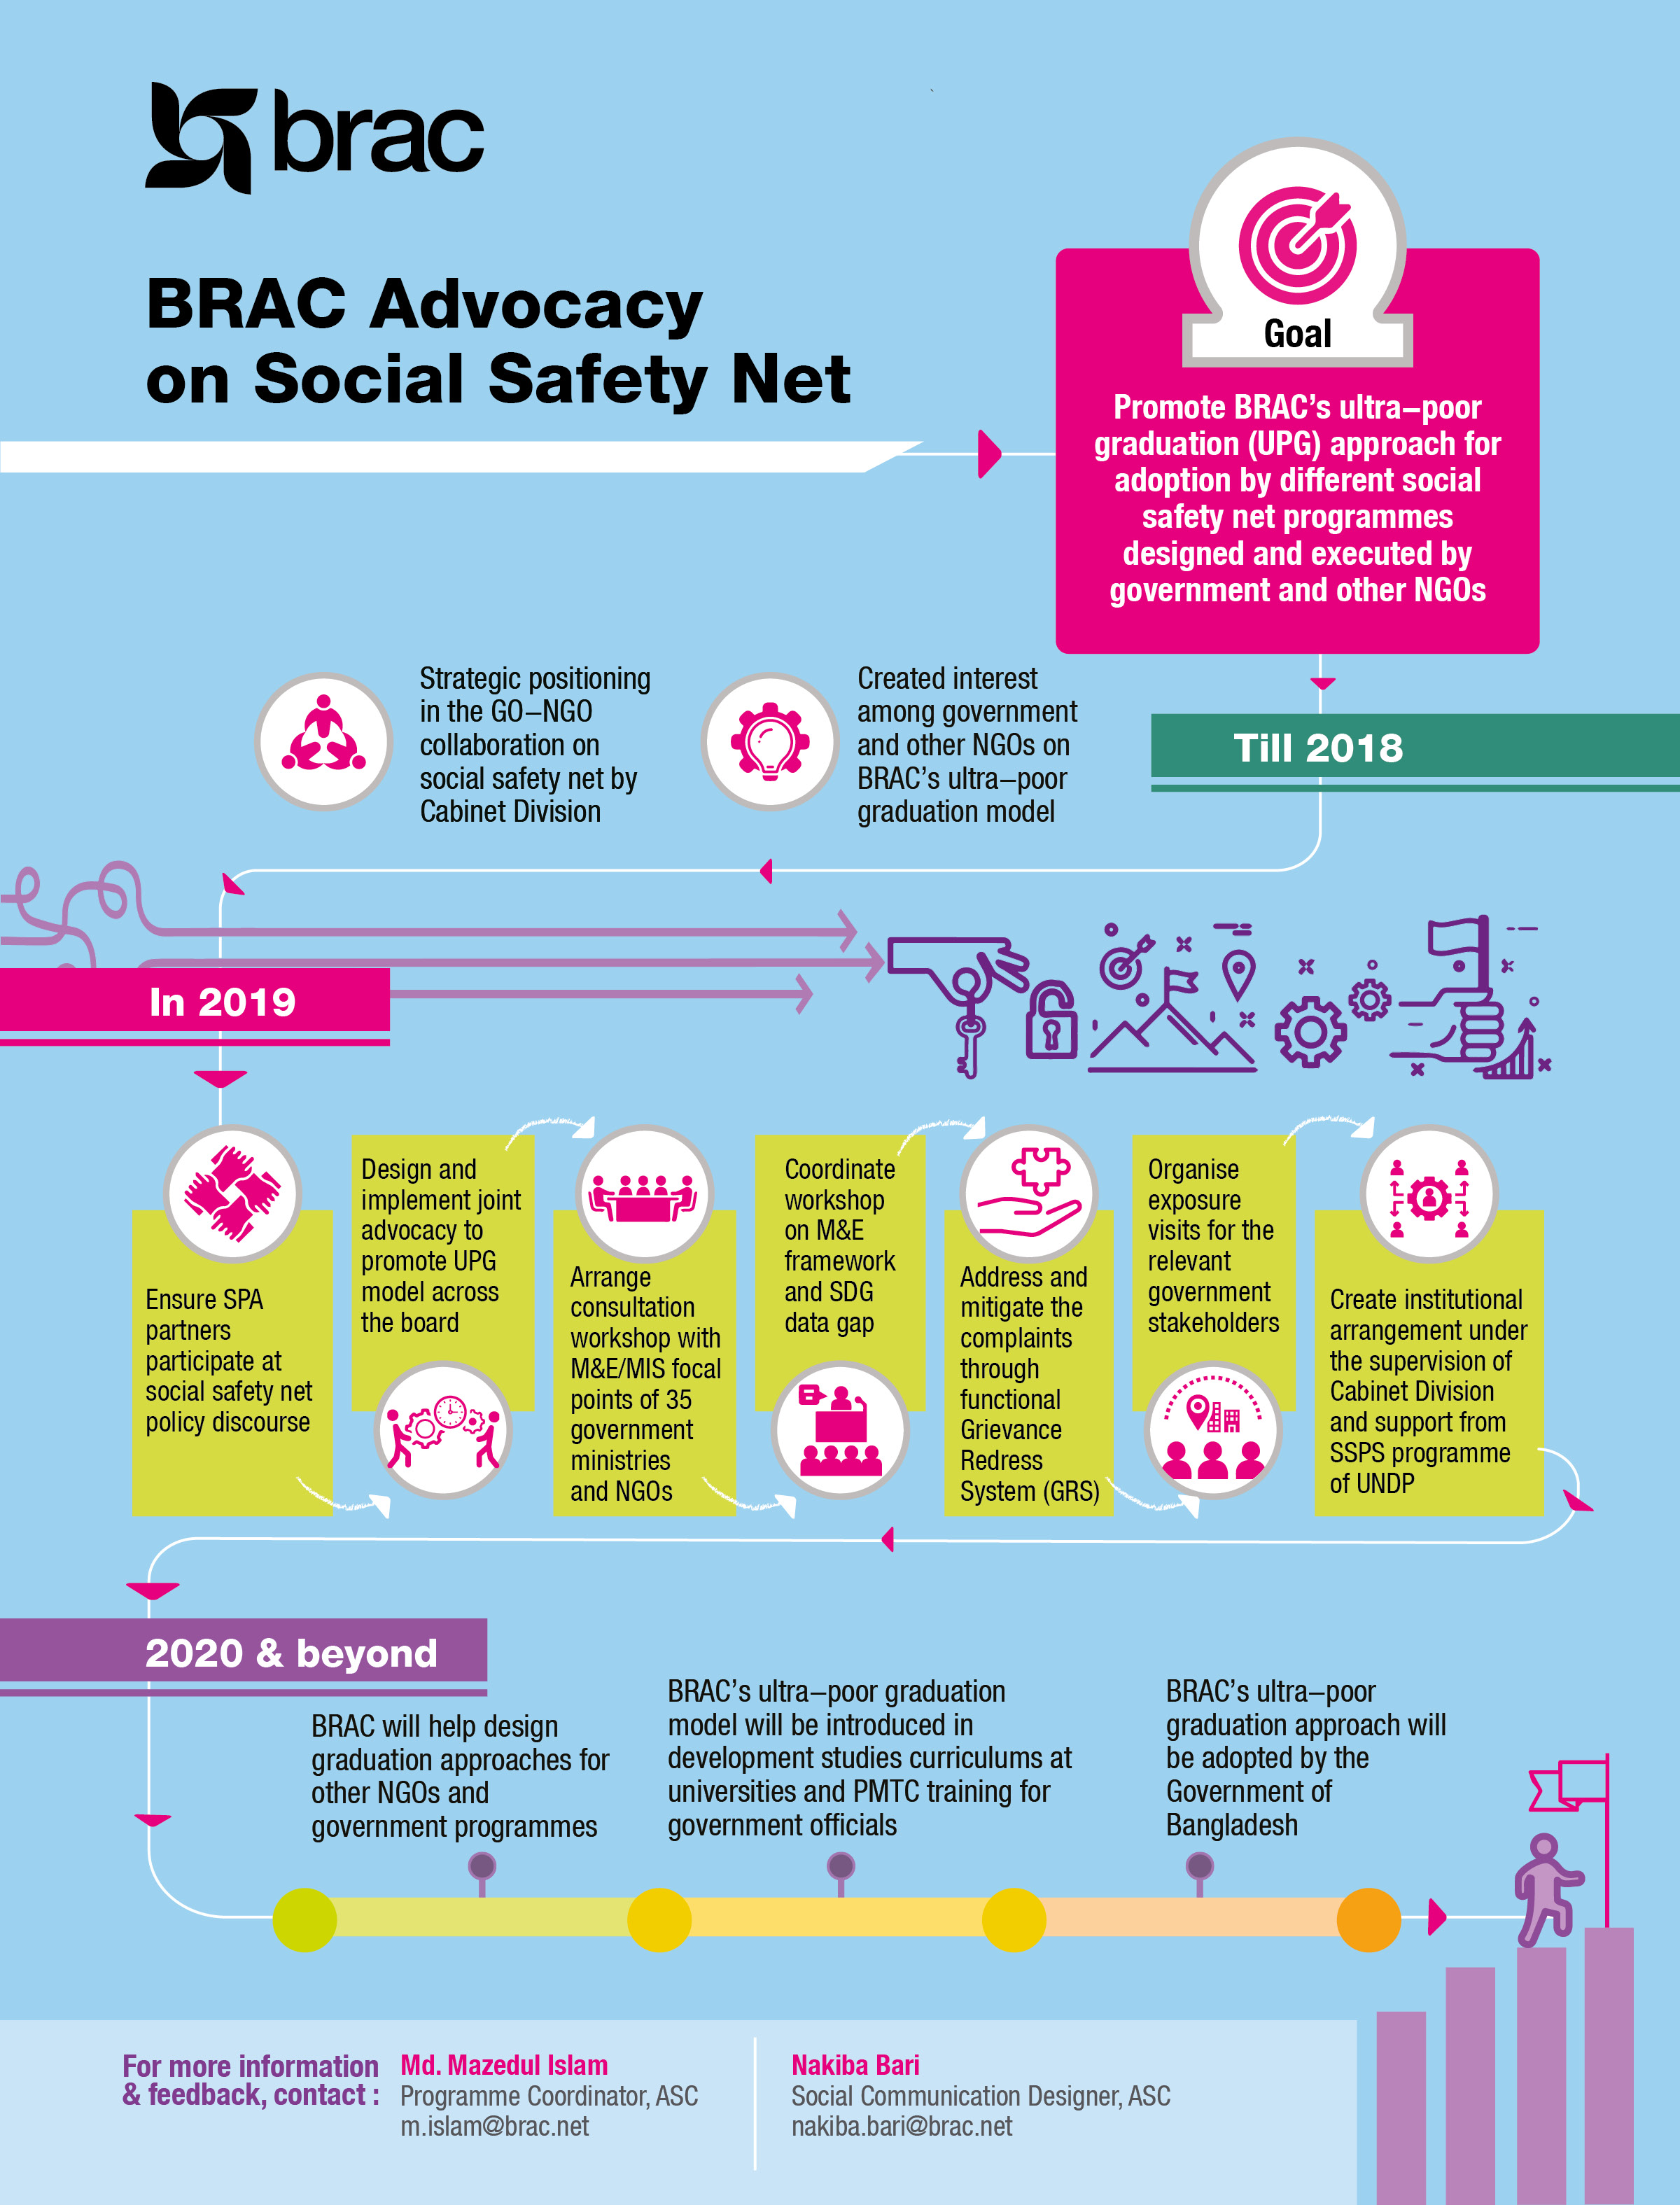 brac
BRAC Advocacy
on Social Safety Net
Goal
Promote BRAC's ultra–poor
graduation (UPG) approach for
adoption by different social
safety net programmes
designed and executed by
government and other NGOs
Till 2018
Strategic positioning
in the GO–NGO
collaboration on
social safety net by
Cabinet Division
Created interest
among government
and other NGOs on
BRAC's ultra–poor
graduation model
In 2019
Ensure SPA
partners
participate at
social safety net
policy discourse
Design and
implement joint
advocacy to
promote UPG
model across
the board
Arrange
consultation
workshop with
M&E/MIS focal
points of 35
government
ministries
and NGOs
Coordinate
workshop
on M&E
framework
and SDG
data gap
Address and
mitigate the
complaints
through
functional
Grievance
Redress
System (GRS)
Organise
exposure
visits for the
relevant
government
stakeholders
Create institutional
arrangement under
the supervision of
Cabinet Division
and support from
SSPS programme
of UNDP
2020 & beyond
BRAC will help design
graduation approaches for
other NGOs and
government programmes
BRAC's ultra–poor graduation
model will be introduced in
development studies curriculums at
universities and PMTC training for
government officials
BRAC's ultra–poor
graduation approach will
be adopted by the
Government of
Bangladesh
For more information
& feedback, contact :
Md. Mazedul Islam
Programme Coordinator, ASC
m.islam@brac.net
Nakiba Bari
Social Communication Designer, ASC
nakiba.bari@brac.net